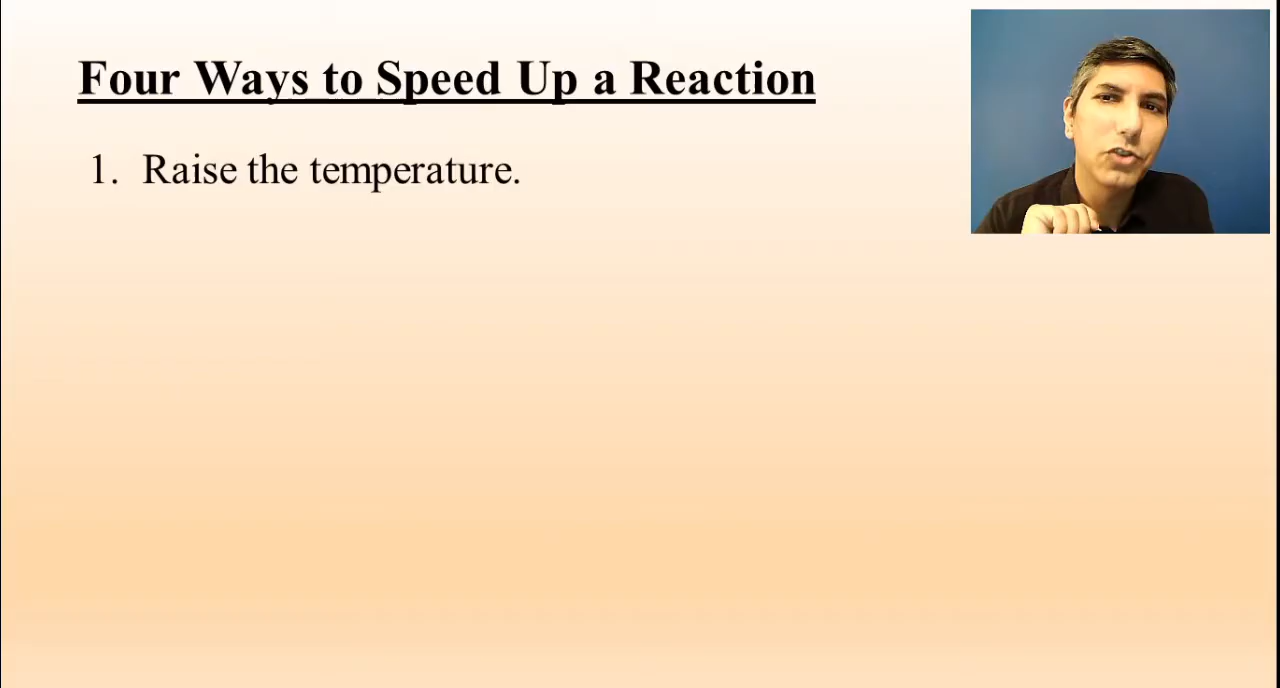 Four Ways to Speed Up a Reaction
1. Raise the temperature.